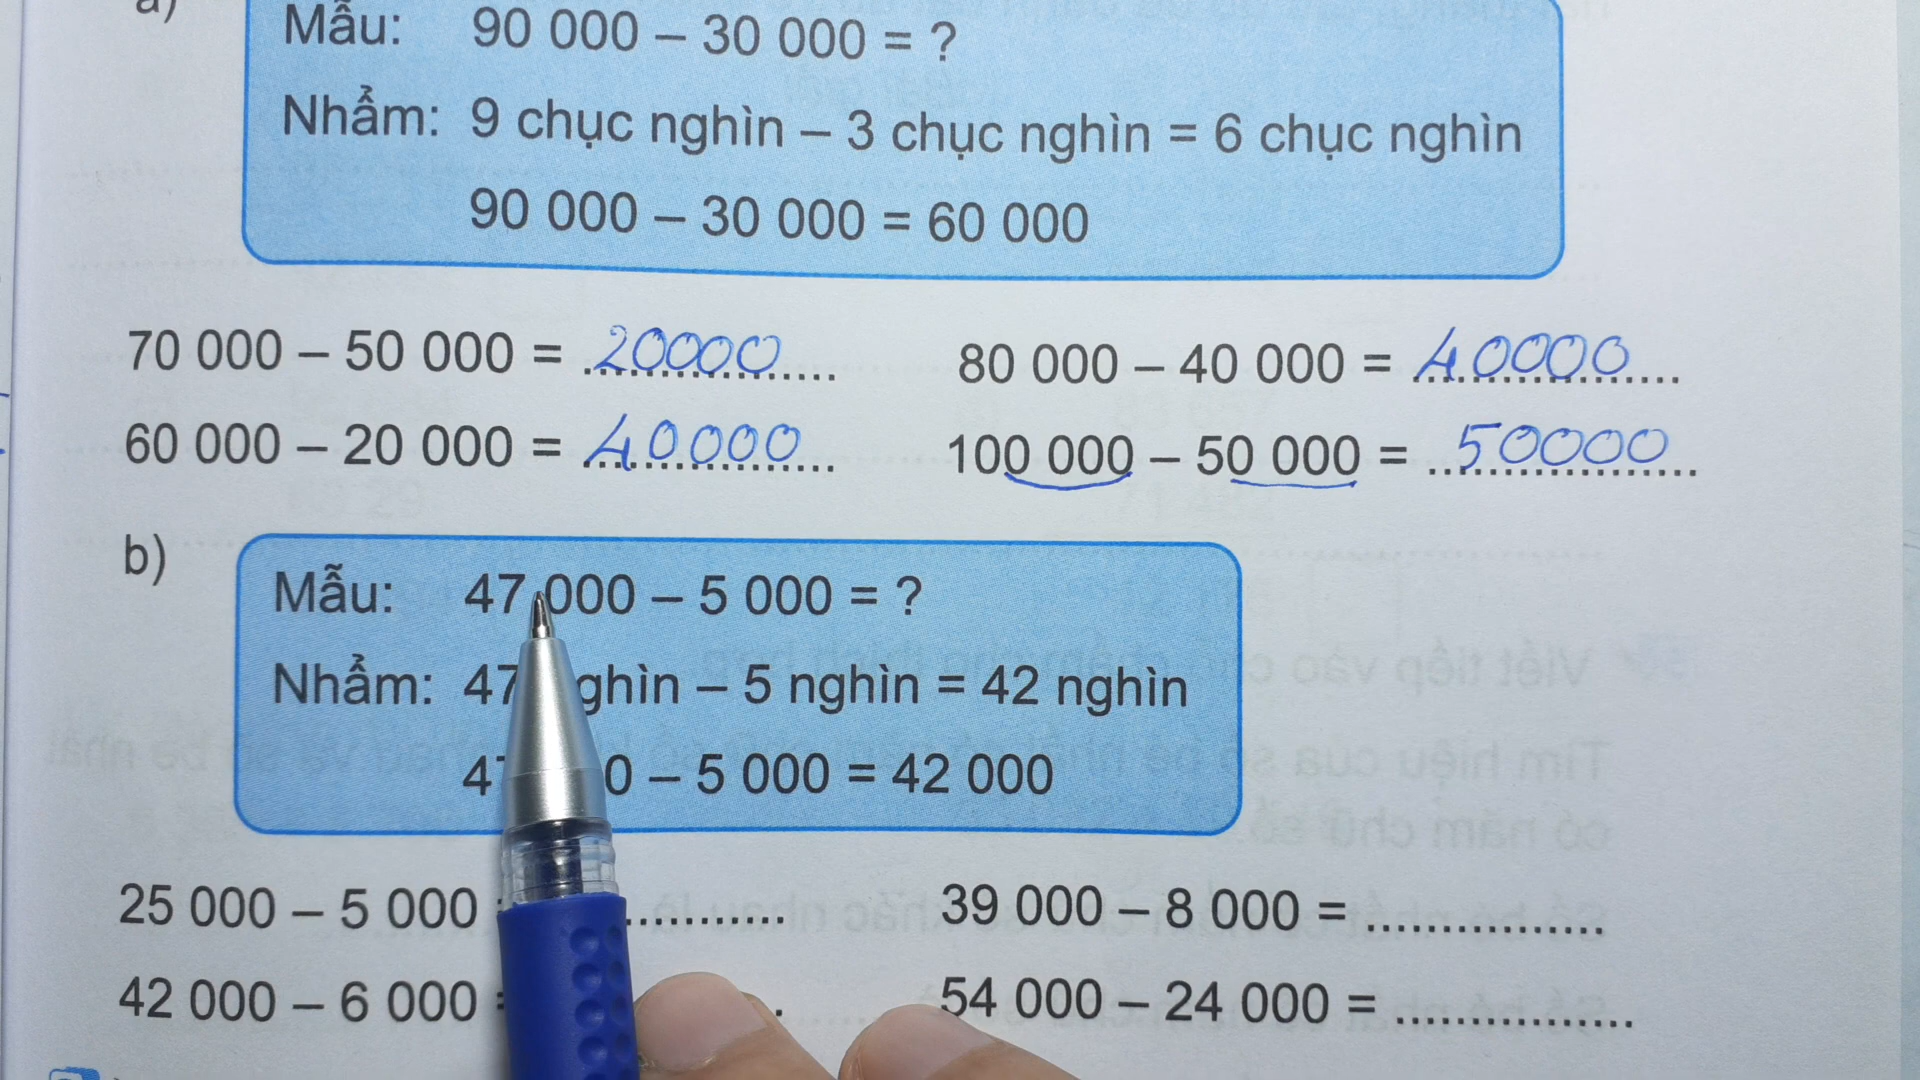 a)
Mẫu: 90 000 – 30 000 = ?
Nhẩm: 9 chục nghìn – 3 chục nghìn = 6 chục nghìn
90 000 – 30 000 = 60 000
70 000 – 50 000 = 20000
80 000 – 40 000 = 40000
60 000 – 20 000 = 40000
100 000 – 50 000 = 50000
b)
Mẫu: 47 000 – 5 000 = ?
Nhẩm: 47 ghìn – 5 nghìn = 42 nghìn
47 0 – 5 000 = 42 000
25 000 – 5 000 = ..............
39 000 – 8 000 = ................
42 000 – 6 000 =
54 000 – 24 000 = ................